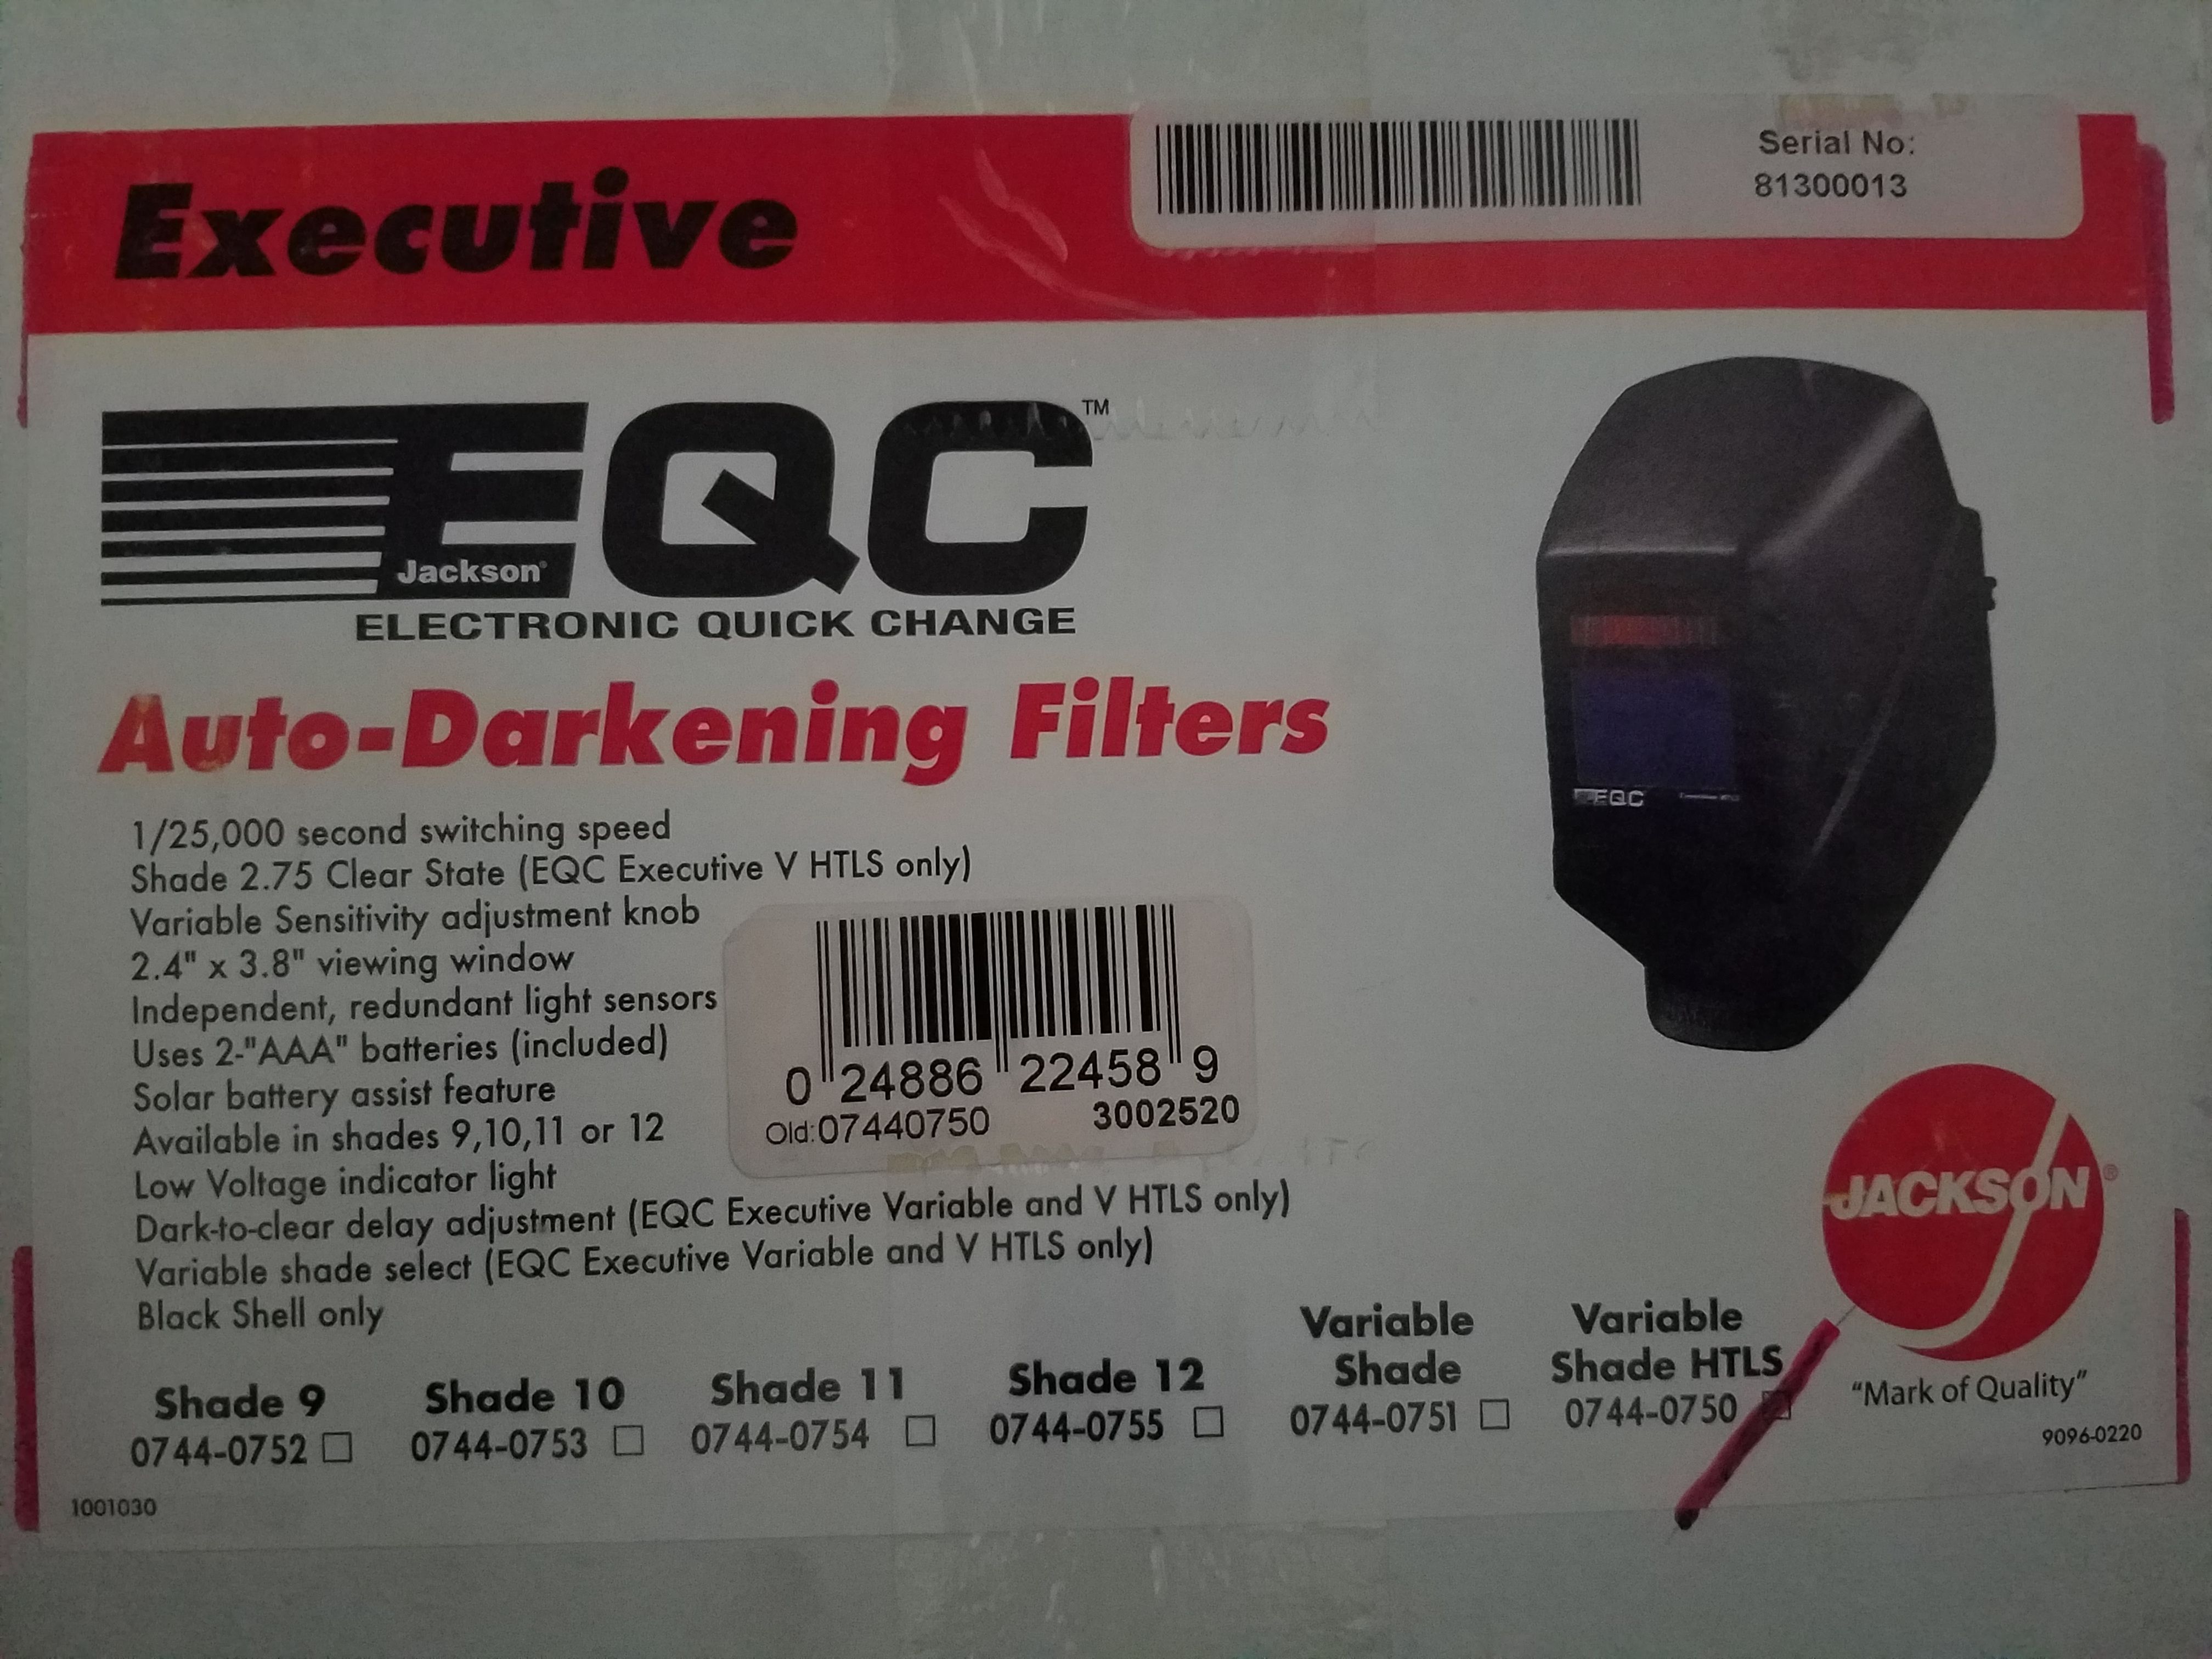 Executive
Serial No:
81300013
EQC™
Jackson®
ELECTRONIC QUICK CHANGE
Auto-Darkening Filters
1/25,000 second switching speed
Shade 2.75 Clear State (EQC Executive V HTLS only)
Variable Sensitivity adjustment knob
2.4" x 3.8" viewing window
Independent, redundant light sensors
Uses 2-"AAA" batteries (included)
Solar battery assist feature
Available in shades 9,10,11 or 12
Low Voltage indicator light
Dark-to-clear delay adjustment (EQC Executive Variable and V HTLS only)
Variable shade select (EQC Executive Variable and V HTLS only)
Black Shell only
0 24886 22458 9
Old:07440750 3002520
EQC
JACKSON®
"Mark of Quality"
9096-0220
Shade 9
0744-0752
Shade 10
0744-0753
Shade 11
0744-0754
Shade 12
0744-0755
Variable
Shade
0744-0751
Variable
Shade HTLS
0744-0750
1001030